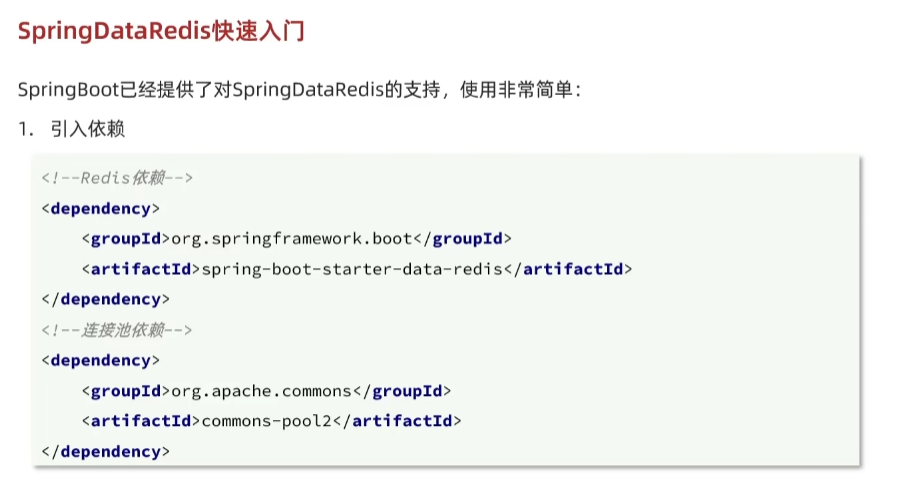 SpringDataRedis快速入门
SpringBoot已经提供了对SpringDataRedis的支持，使用非常简单：
1. 引入依赖
<!--Redis依赖-->
<dependency>
    <groupId>org.springframework.boot</groupId>
    <artifactId>spring-boot-starter-data-redis</artifactId>
</dependency>
<!--连接池依赖-->
<dependency>
    <groupId>org.apache.commons</groupId>
    <artifactId>commons-pool2</artifactId>
</dependency>